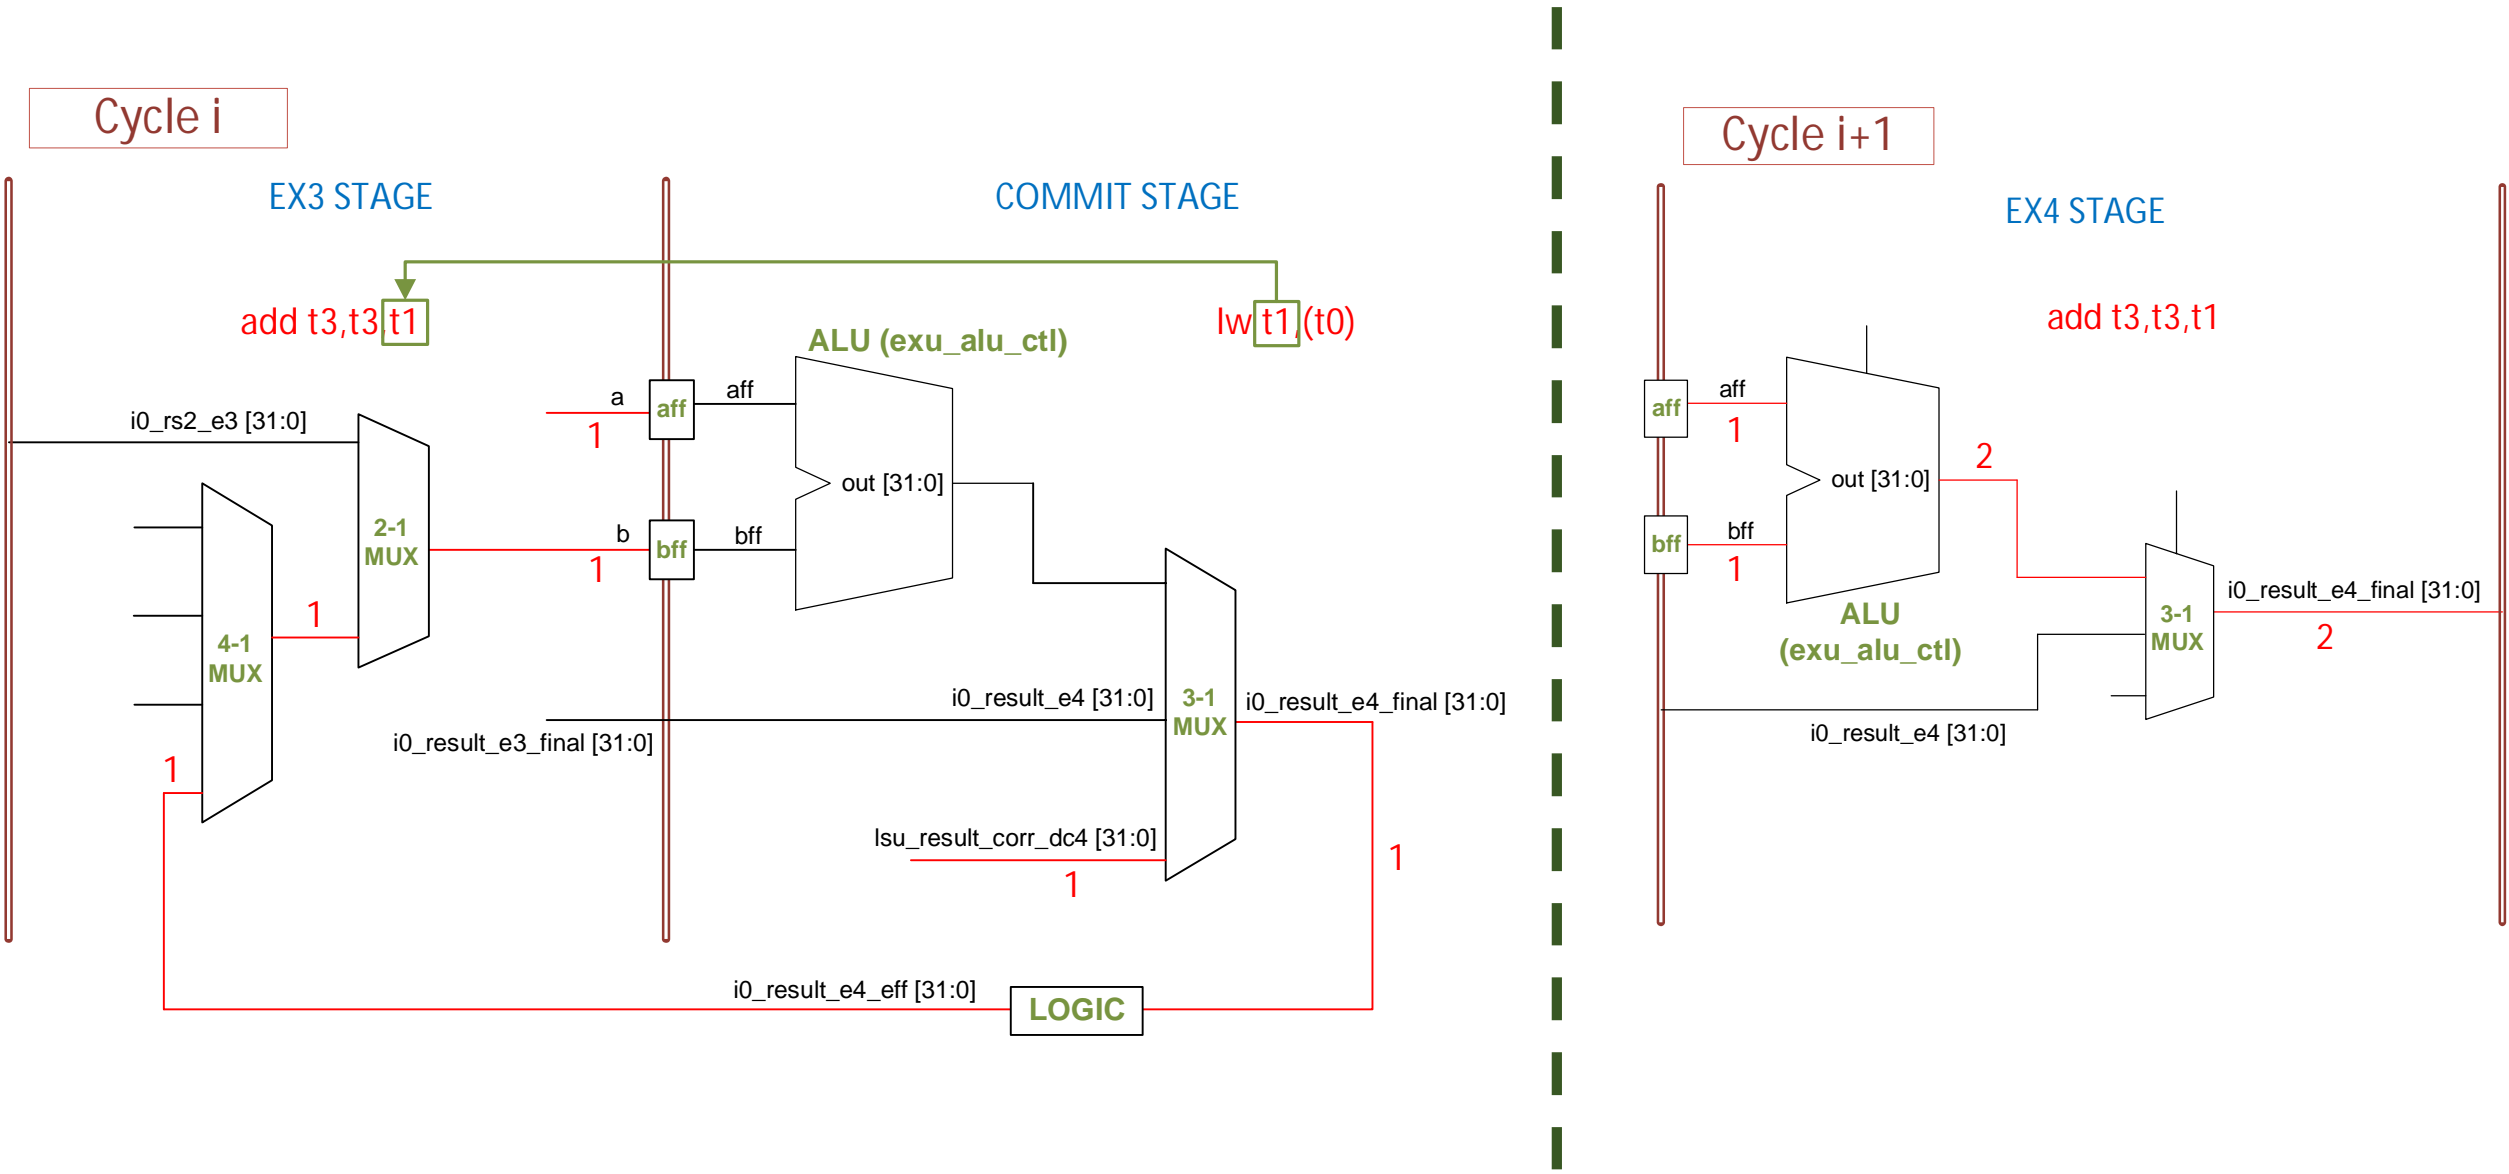 Cycle i
Cycle i+1
EX3 STAGE
COMMIT STAGE
EX4 STAGE
add t3,t3,t1
lw t1,(t0)
add t3,t3,t1
ALU (exu_alu_ctl)
a
aff
aff
1
i0_rs2_e3 [31:0]
2-1
MUX
out [31:0]
b
bff
bff
1
1
4-1
MUX
1
i0_result_e4 [31:0]
i0_result_e3_final [31:0]
3-1
MUX
i0_result_e4_final [31:0]
lsu_result_corr_dc4 [31:0]
1
1
i0_result_e4_eff [31:0]
LOGIC
aff
aff
1
out [31:0]
2
bff
bff
1
ALU
(exu_alu_ctl)
3-1
MUX
i0_result_e4_final [31:0]
2
i0_result_e4 [31:0]